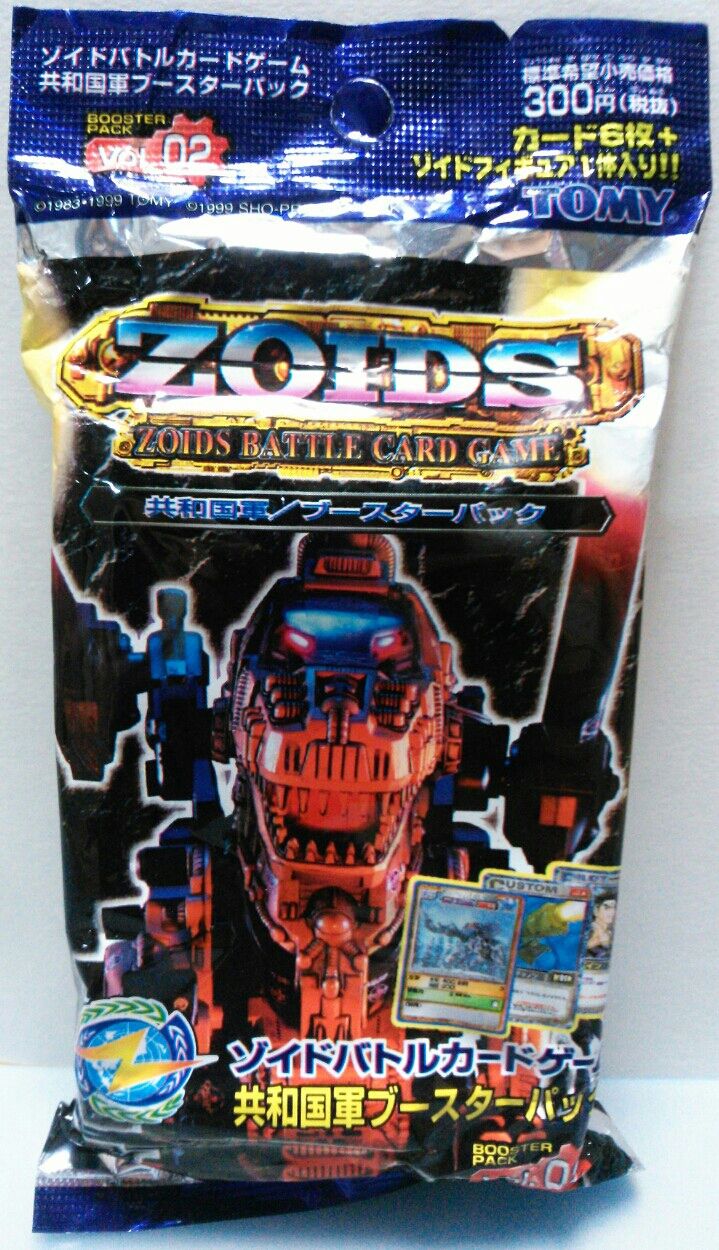 ゾイドバトルカードゲーム
共和国軍ブースターパック
BOOSTER
PACK
VOL.02
標準希望小売価格
300円(税抜)
カード6枚+
ゾイドフィギュア1体入り!!
©1983・1999 TOMY ©1999 SHO-PR
TOMY®
ZOIDS
ZOIDS BATTLE CARD GAME
共和国軍/ブースターパック
CUSTOM
ゾイドバトルカードゲー
共和国軍ブースターパッ
BOOSTER
PACK